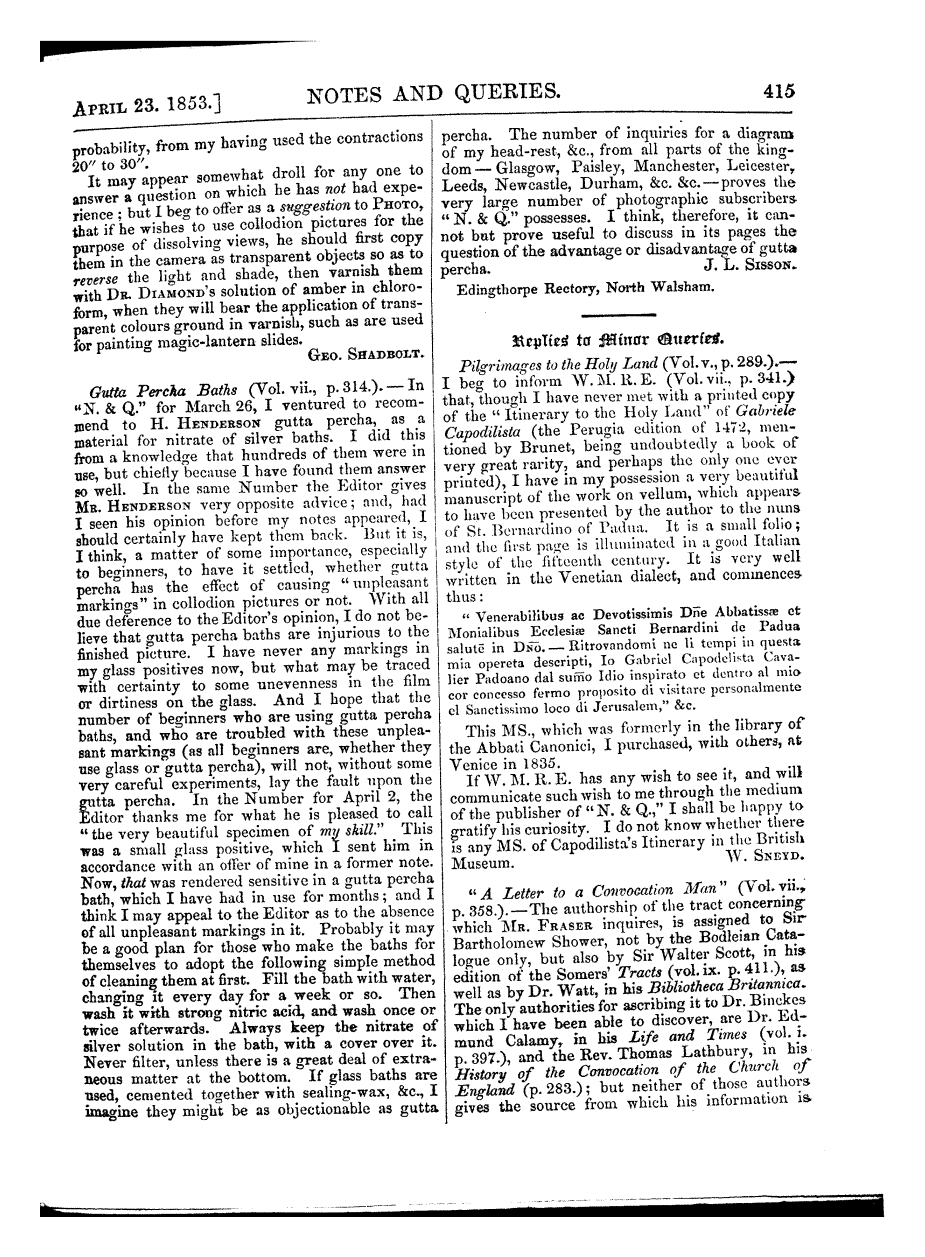 APRIL 23. 1853.] NOTES AND QUERIES. 415
probability, from my having used the contractions
20″ to 30″.
It may appear somewhat droll for any one to
answer a question on which he has not had expe-
rience; but I beg to offer as a suggestion to PHOTO,
that if he wishes to use collodion pictures for the
purpose of dissolving views, he should first copy
them in the camera as transparent objects so as to
reverse the light and shade, then varnish them
with DR. DIAMOND's solution of amber in chloro-
form, when they will bear the application of trans-
parent colours ground in varnish, such as are used
for painting magic-lantern slides.
GEO. SHADBOLT.
Gutta Percha Baths (Vol. vii., p. 314.).—In
"N. & Q." for March 26, I ventured to recom-
mend to H. HENDERSON gutta percha, as a
material for nitrate of silver baths. I did this
from a knowledge that hundreds of them were in
use, but chiefly because I have found them answer
so well. In the same Number the Editor gives
MR. HENDERSON very opposite advice; and, had
I seen his opinion before my notes appeared, I
should certainly have kept them back. But it is,
I think, a matter of some importance, especially
to beginners, to have it settled, whether gutta
percha has the effect of causing "unpleasant
markings" in collodion pictures or not. With all
due deference to the Editor's opinion, I do not be-
lieve that gutta percha baths are injurious to the
finished picture. I have never any markings in
my glass positives now, but what may be traced
with certainty to some unevenness in the film
or dirtiness on the glass. And I hope that the
number of beginners who are using gutta percha
baths, and who are troubled with these unplea-
sant markings (as all beginners are, whether they
use glass or gutta percha), will not, without some
very careful experiments, lay the fault upon the
gutta percha. In the Number for April 2, the
Editor thanks me for what he is pleased to call
"the very beautiful specimen of my skill." This
was a small glass positive, which I sent him in
accordance with an offer of mine in a former note.
Now, that was rendered sensitive in a gutta percha
bath, which I have had in use for months; and I
think I may appeal to the Editor as to the absence
of all unpleasant markings in it. Probably it may
be a good plan for those who make the baths for
themselves to adopt the following simple method
of cleaning them at first. Fill the bath with water,
changing it every day for a week or so. Then
wash it with strong nitric acid, and wash once or
twice afterwards. Always keep the nitrate of
silver solution in the bath, with a cover over it.
Never filter, unless there is a great deal of extra-
neous matter at the bottom. If glass baths are
used, cemented together with sealing-wax, &c., I
imagine they might be as objectionable as gutta
percha. The number of inquiries for a diagram
of my head-rest, &c., from all parts of the king-
dom — Glasgow, Paisley, Manchester, Leicester,
Leeds, Newcastle, Durham, &c. &c.—proves the
very large number of photographic subscribers
"N. & Q." possesses. I think, therefore, it can-
not but prove useful to discuss in its pages the
question of the advantage or disadvantage of gutta
percha. J. L. SISSON.
Edingthorpe Rectory, North Walsham.
Replies to Minor Queries.
Pilgrimages to the Holy Land (Vol. v., p. 289.).—
I beg to inform W. M. R. E. (Vol. vii., p. 341.)
that, though I have never met with a printed copy
of the "Itinerary to the Holy Land" of Gabriele
Capodilista (the Perugia edition of 1472, men-
tioned by Brunet, being undoubtedly a book of
very great rarity, and perhaps the only one ever
printed), I have in my possession a very beautiful
manuscript of the work on vellum, which appears
to have been presented by the author to the nuns
of St. Bernardino of Padua. It is a small folio;
and the first page is illuminated in a good Italian
style of the fifteenth century. It is very well
written in the Venetian dialect, and commences
thus:
"Venerabilibus ac Devotissimis Dn̄e Abbatissæ et
Monialibus Ecclesiæ Sancti Bernardini de Padua
salutē in Dn̄o.—Ritrovandomi ne li tempi in questa
mia opereta descripti, Io Gabriel Capodelista Cava-
lier Padoano dal sum̄o Idio inspirato et dentro al mio
cor concesso fermo proposito di visitare personalmente
el Sanctissimo loco di Jerusalem," &c.
This MS., which was formerly in the library of
the Abbati Canonici, I purchased, with others, at
Venice in 1835.
If W. M. R. E. has any wish to see it, and will
communicate such wish to me through the medium
of the publisher of "N. & Q.," I shall be happy to
gratify his curiosity. I do not know whether there
is any MS. of Capodilista's Itinerary in the British
Museum. W. SNEYD.
"A Letter to a Convocation Man" (Vol. vii.,
p. 358.).—The authorship of the tract concerning
which MR. FRASER inquires, is assigned to Sir
Bartholomew Shower, not by the Bodleian Cata-
logue only, but also by Sir Walter Scott, in his
edition of the Somers' Tracts (vol. ix. p. 411.), as
well as by Dr. Watt, in his Bibliotheca Britannica.
The only authorities for ascribing it to Dr. Binckes
which I have been able to discover, are Dr. Ed-
mund Calamy, in his Life and Times (vol. i.
p. 397.), and the Rev. Thomas Lathbury, in his
History of the Convocation of the Church of
England (p. 283.); but neither of those authors
gives the source from which his information is